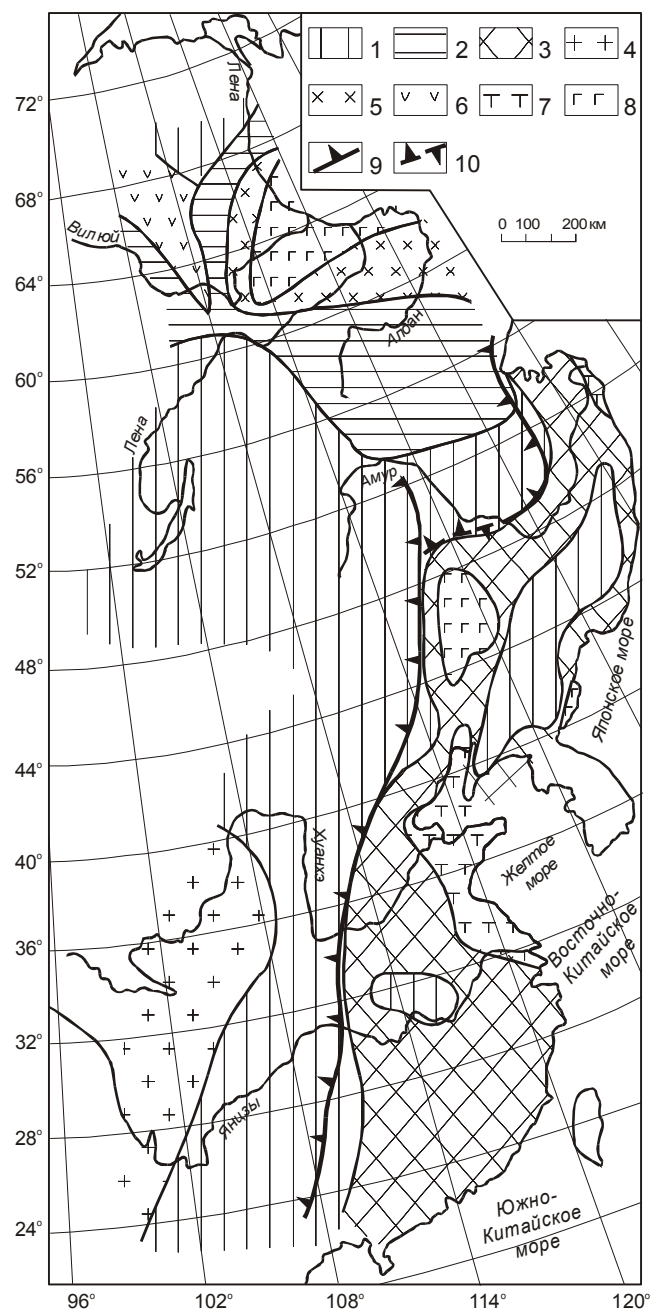 1 2 3 4
5 6 7 8
9 10
0 100 200 км
72°
68°
64°
60°
56°
52°
48°
44°
40°
36°
32°
28°
24°
96° 102° 108° 114° 120°
Лена
Вилюй
Алдан
Лена
Амур
Японское море
Хуанхэ
Желтое
море
Восточно-
Китайское
море
Янцзы
Южно-
Китайское
море